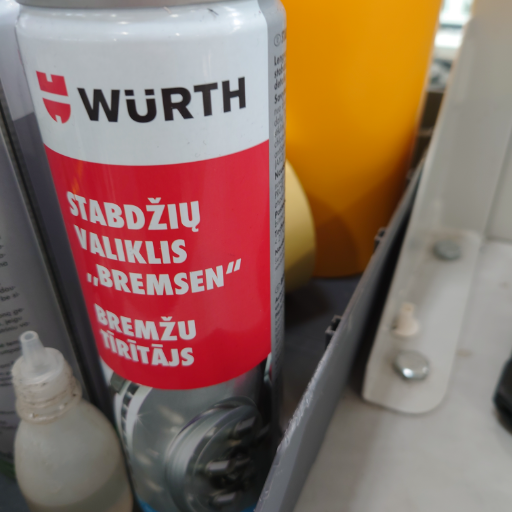 WÜRTH
STABDŽIŲ
VALIKLIS
„BREMSEN“
BREMŽU
TĪRĪTĀJS